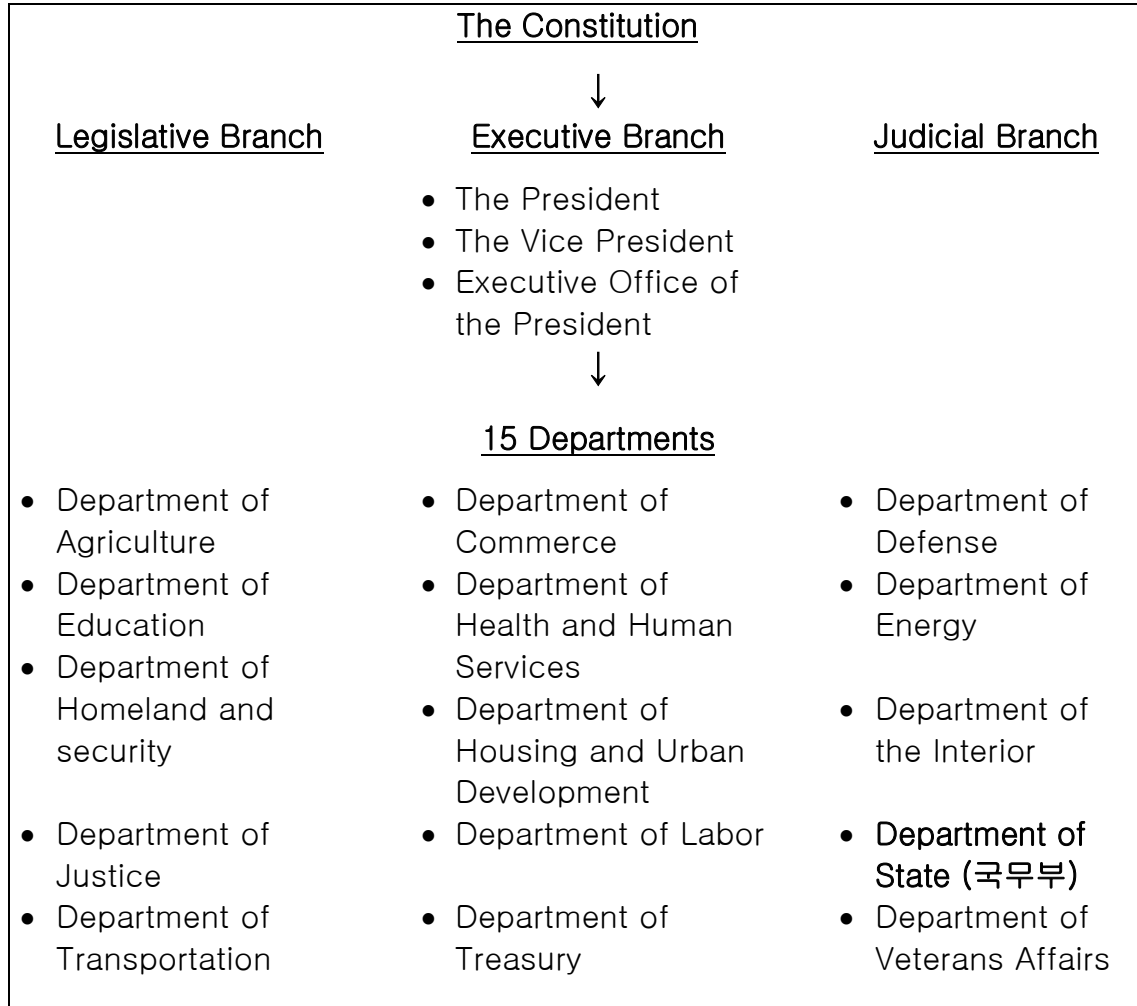 The Constitution
↓
Legislative Branch
Executive Branch
Judicial Branch
• The President
• The Vice President
• Executive Office of
the President
↓
15 Departments
• Department of
Agriculture
• Department of
Education
• Department of
Homeland and
security
• Department of
Justice
• Department of
Transportation
• Department of
Commerce
• Department of
Health and Human
Services
• Department of
Housing and Urban
Development
• Department of Labor
• Department of
Treasury
• Department of
Defense
• Department of
Energy
• Department of
the Interior
• Department of
State (국무부)
• Department of
Veterans Affairs